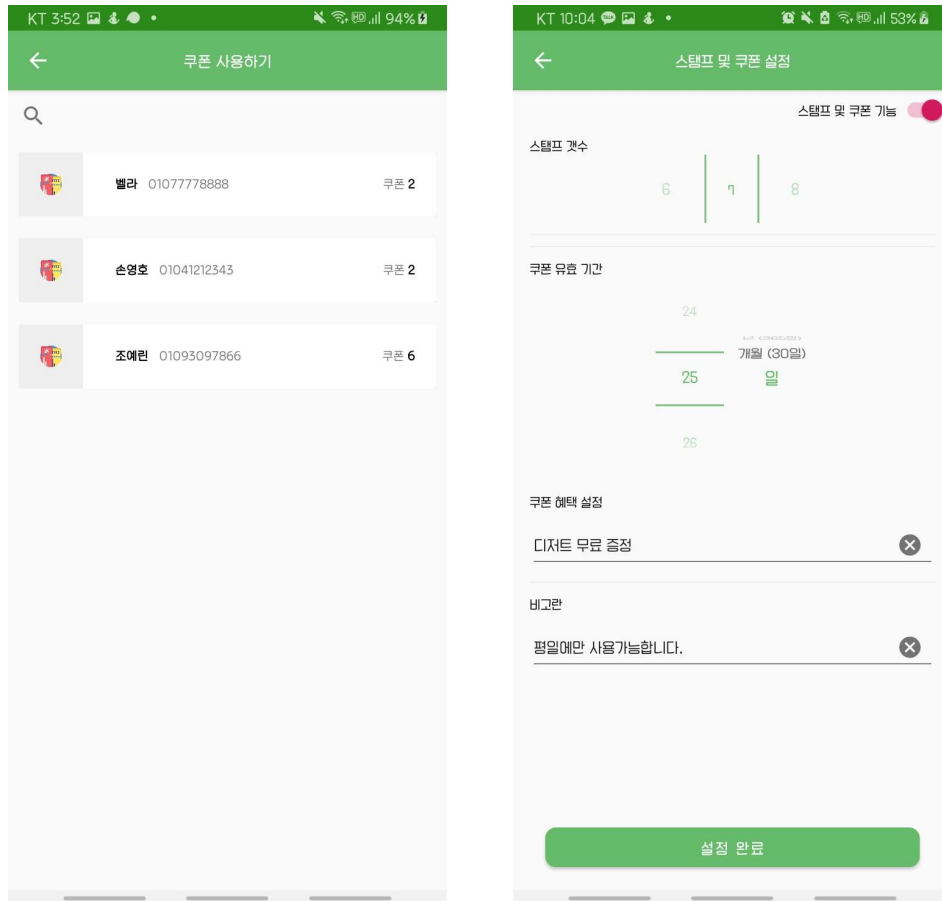 KT 3:52
94%
쿠폰 사용하기
벨라 01077778888 쿠폰 2
손영호 01041212343 쿠폰 2
조예린 01093097866 쿠폰 6
KT 10:04
53%
스탬프 및 쿠폰 설정
스탬프 및 쿠폰 기능
스탬프 갯수
6 7 8
쿠폰 유효 기간
24
개월 (30일)
25 일
26
쿠폰 혜택 설정
디저트 무료 증정
비고란
평일에만 사용가능합니다.
설정 완료